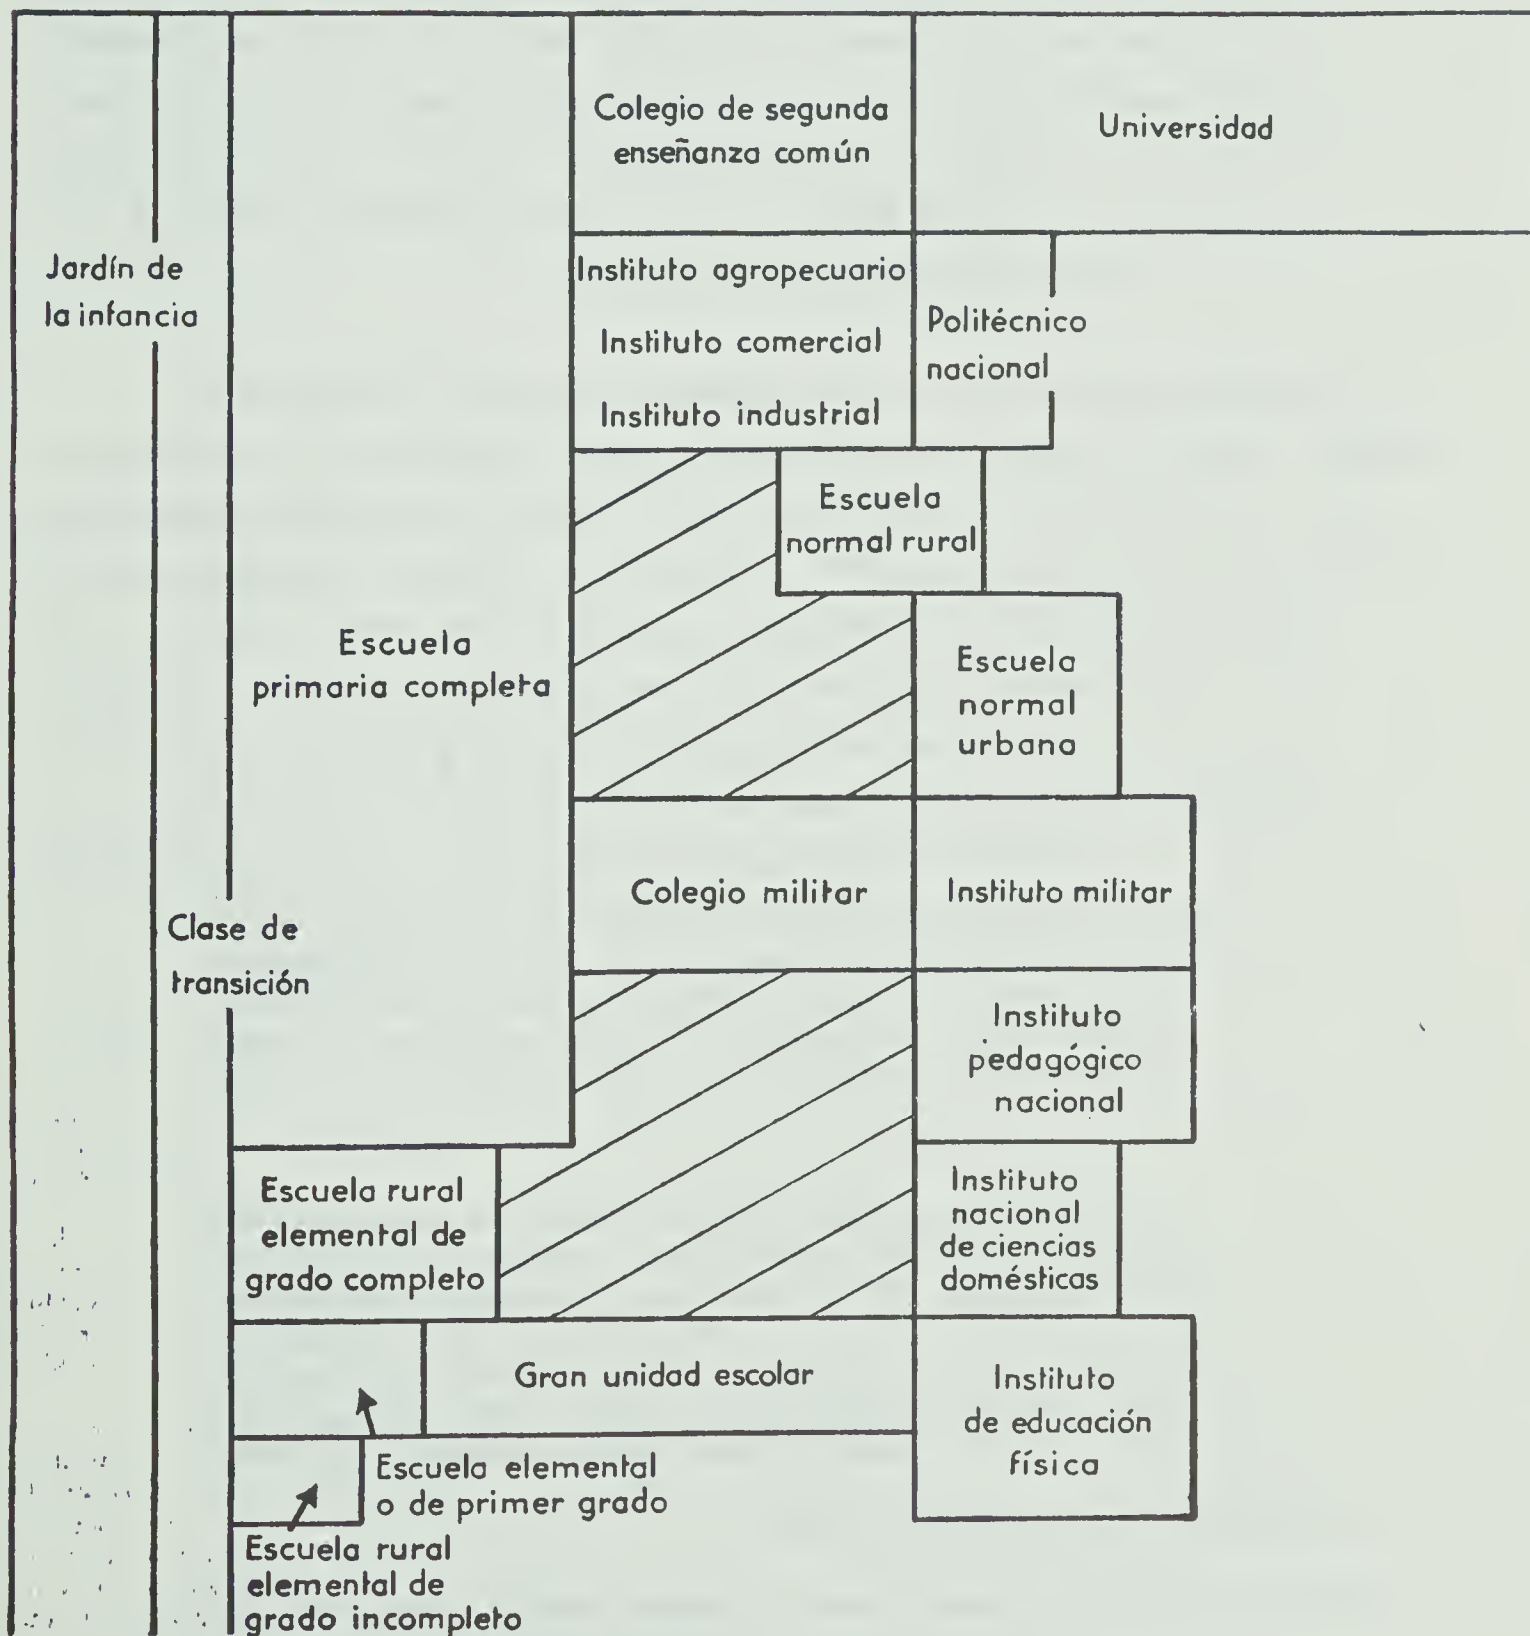 Colegio de segunda
enseñanza común
Universidad
Jardín de
la infancia
Instituto agropecuario
Instituto comercial
Instituto industrial
Politécnico
nacional
Escuela
normal rural
Escuela
primaria completa
Escuela
normal
urbana
Colegio militar
Instituto militar
Clase de
transición
Instituto
pedagógico
nacional
Escuela rural
elemental de
grado completo
Instituto
nacional
de ciencias
domésticas
Gran unidad escolar
Instituto
de educación
física
Escuela elemental
o de primer grado
Escuela rural
elemental de
grado incompleto